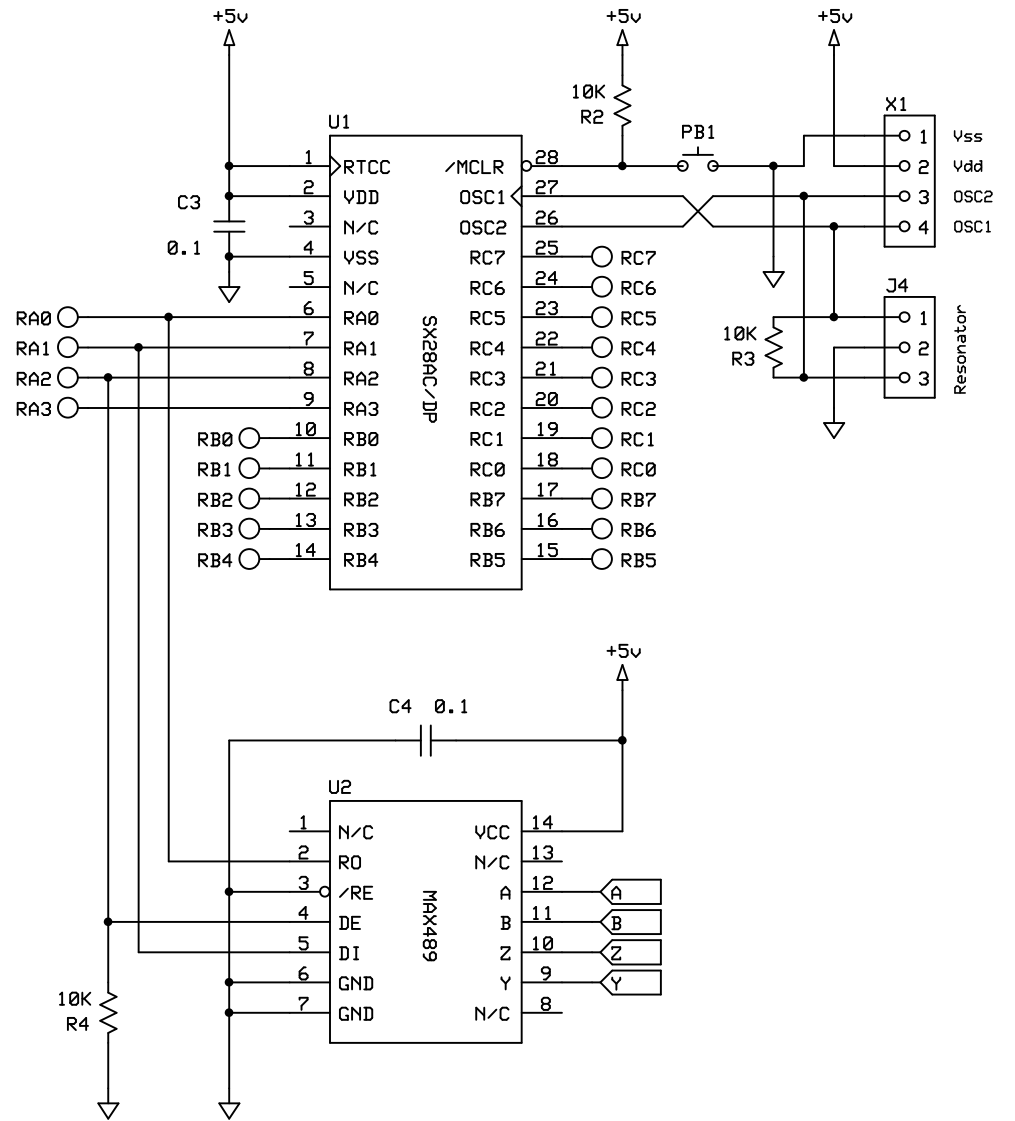 +5v
+5v
+5v
10K
R2
X1
U1
PB1
1 Vss
2 Vdd
3 OSC2
4 OSC1
1 RTCC
/MCLR 28
2 VDD
OSC1 27
C3
0.1
3 N/C
OSC2 26
4 VSS
RC7 25 RC7
5 N/C
RC6 24 RC6
J4
RA0 6 RA0
RC5 23 RC5
1
RA1 7 RA1
RC4 22 RC4
10K
R3
2
RA2 8 RA2
RC3 21 RC3
3
Resonator
RA3 9 RA3
RC2 20 RC2
SX28AC/DP
RB0 10 RB0
RC1 19 RC1
RB1 11 RB1
RC0 18 RC0
RB2 12 RB2
RB7 17 RB7
RB3 13 RB3
RB6 16 RB6
RB4 14 RB4
RB5 15 RB5
+5v
C4 0.1
U2
1 N/C
VCC 14
2 RO
N/C 13
3 /RE
A 12 A
4 DE
B 11 B
MAX489
5 DI
Z 10 Z
6 GND
Y 9 Y
7 GND
N/C 8
10K
R4